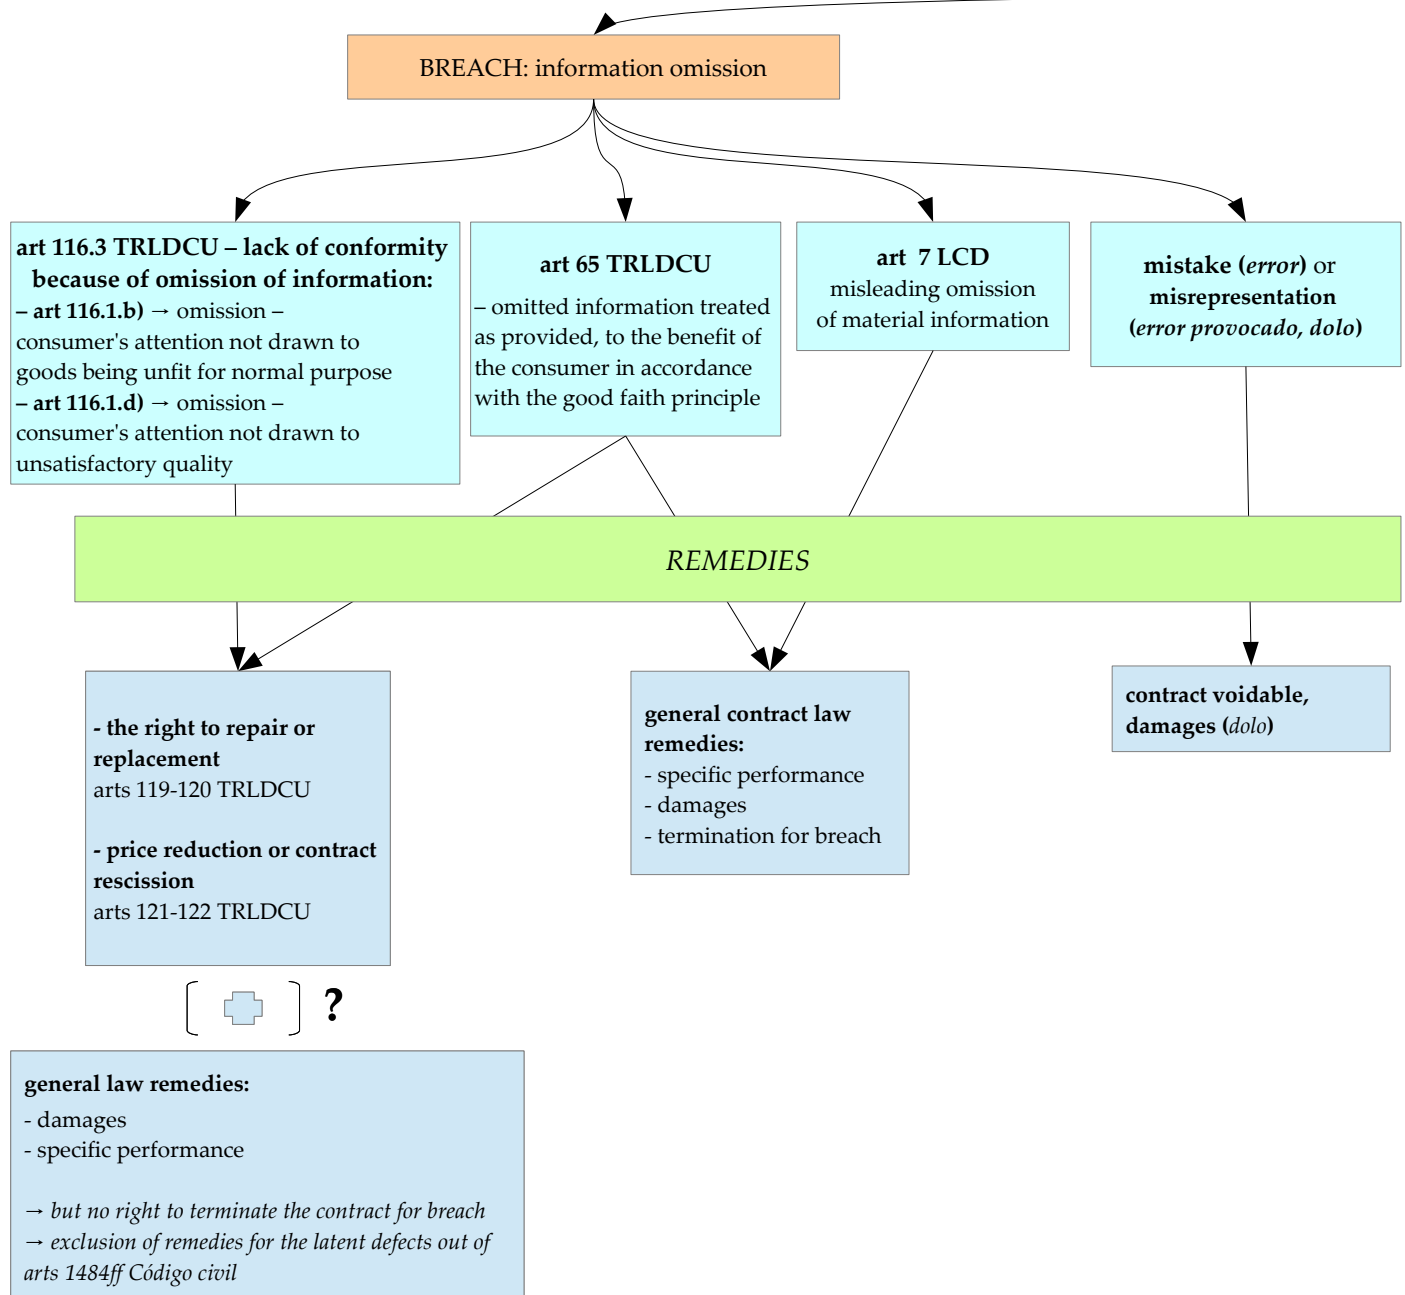 BREACH: information omission
art 116.3 TRLDCU – lack of conformity
because of omission of information:
– art 116.1.b) → omission –
consumer's attention not drawn to
goods being unfit for normal purpose
– art 116.1.d) → omission –
consumer's attention not drawn to
unsatisfactory quality
art 65 TRLDCU
– omitted information treated
as provided, to the benefit of
the consumer in accordance
with the good faith principle
art 7 LCD
misleading omission
of material information
mistake (error) or
misrepresentation
(error provocado, dolo)
REMEDIES
- the right to repair or
replacement
arts 119-120 TRLDCU
- price reduction or contract
rescission
arts 121-122 TRLDCU
general contract law
remedies:
- specific performance
- damages
- termination for breach
contract voidable,
damages (dolo)
[ ] ?
general law remedies:
- damages
- specific performance
→ but no right to terminate the contract for breach
→ exclusion of remedies for the latent defects out of
arts 1484ff Código civil